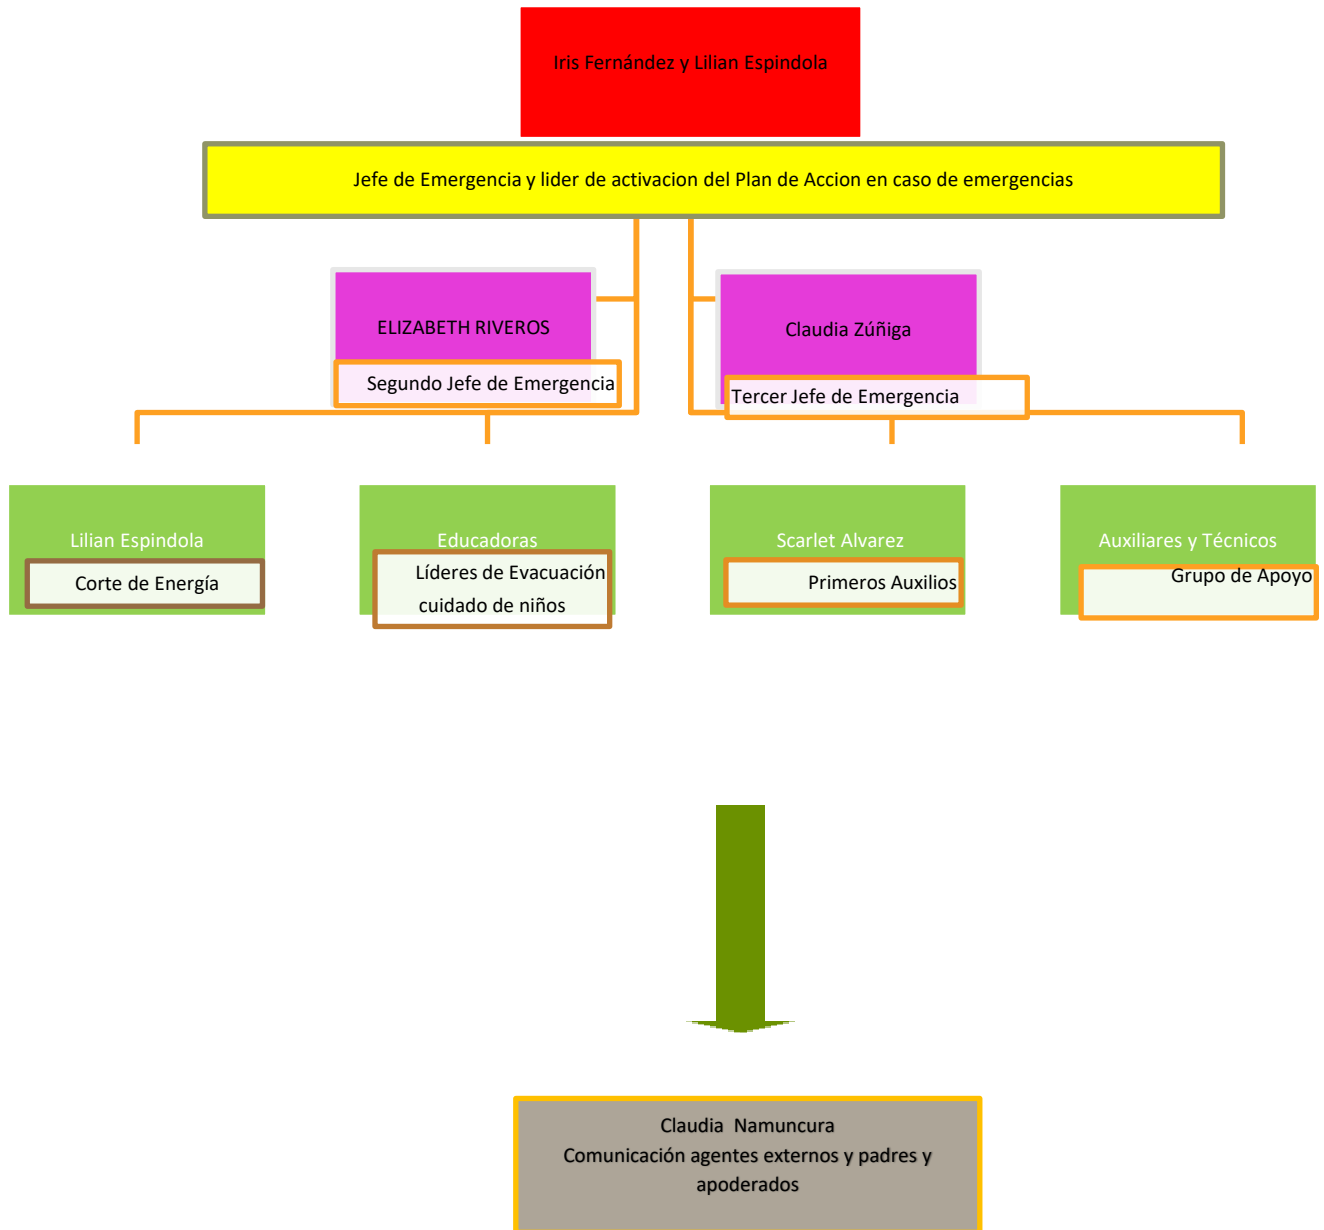 Iris Fernández y Lilian Espindola
Jefe de Emergencia y lider de activacion del Plan de Accion en caso de emergencias
ELIZABETH RIVEROS
Segundo Jefe de Emergencia
Claudia Zúñiga
Tercer Jefe de Emergencia
Lilian Espindola
Corte de Energía
Educadoras
Líderes de Evacuación
cuidado de niños
Scarlet Alvarez
Primeros Auxilios
Auxiliares y Técnicos
Grupo de Apoyo
Claudia Namuncura
Comunicación agentes externos y padres y
apoderados